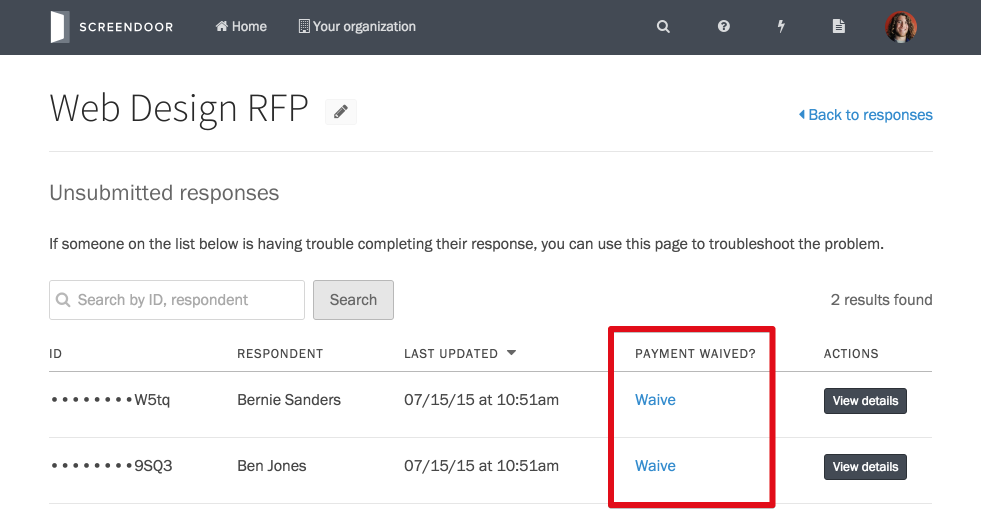 SCREENDOOR Home Your organization
Web Design RFP Back to responses
Unsubmitted responses
If someone on the list below is having trouble completing their response, you can use this page to troubleshoot the problem.
Search by ID, respondent Search 2 results found
ID RESPONDENT LAST UPDATED PAYMENT WAIVED? ACTIONS
••••••••W5tq Bernie Sanders 07/15/15 at 10:51am Waive View details
••••••••9SQ3 Ben Jones 07/15/15 at 10:51am Waive View details